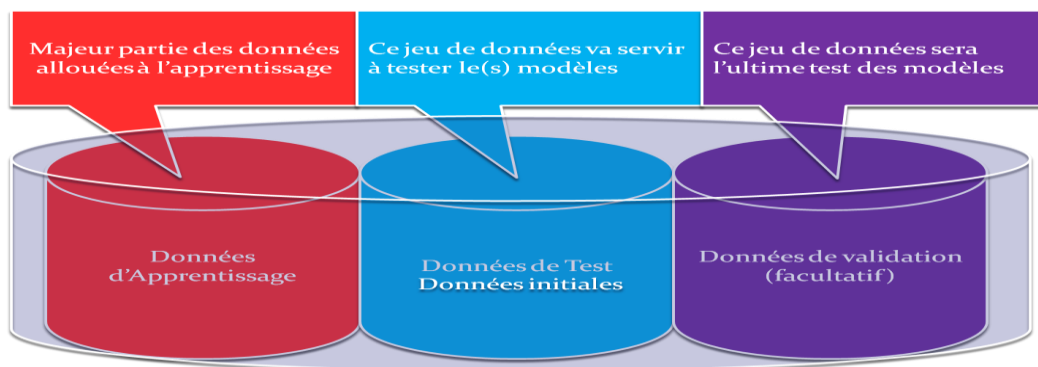 Majeur partie des données
allouées à l'apprentissage
Ce jeu de données va servir
à tester le(s) modèles
Ce jeu de données sera
l'ultime test des modèles
Données
d'Apprentissage
Données de Test
Données initiales
Données de validation
(facultatif)